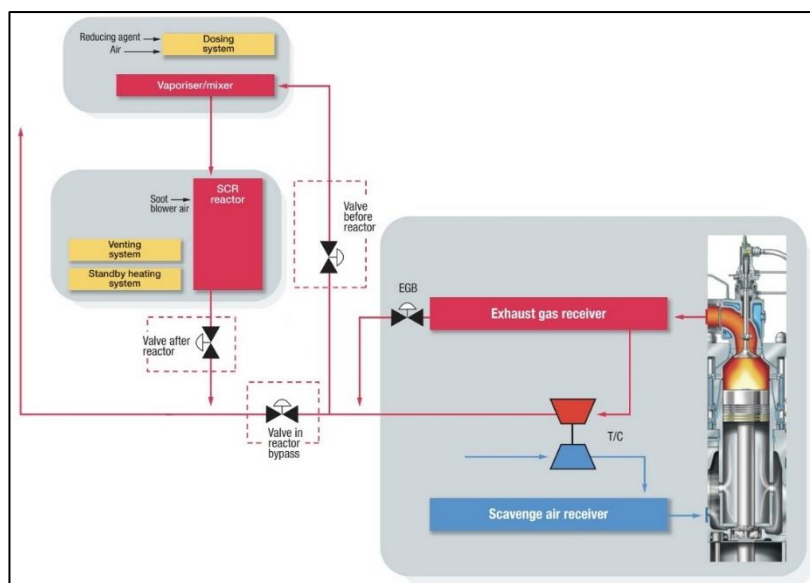 Reducing agent
Air
Dosing
system
Vaporiser/mixer
Soot
blower air
SCR
reactor
Venting
system
Standby heating
system
Valve
before
reactor
Valve after
reactor
Valve in
reactor
bypass
EGB
Exhaust gas receiver
T/C
Scavenge air receiver